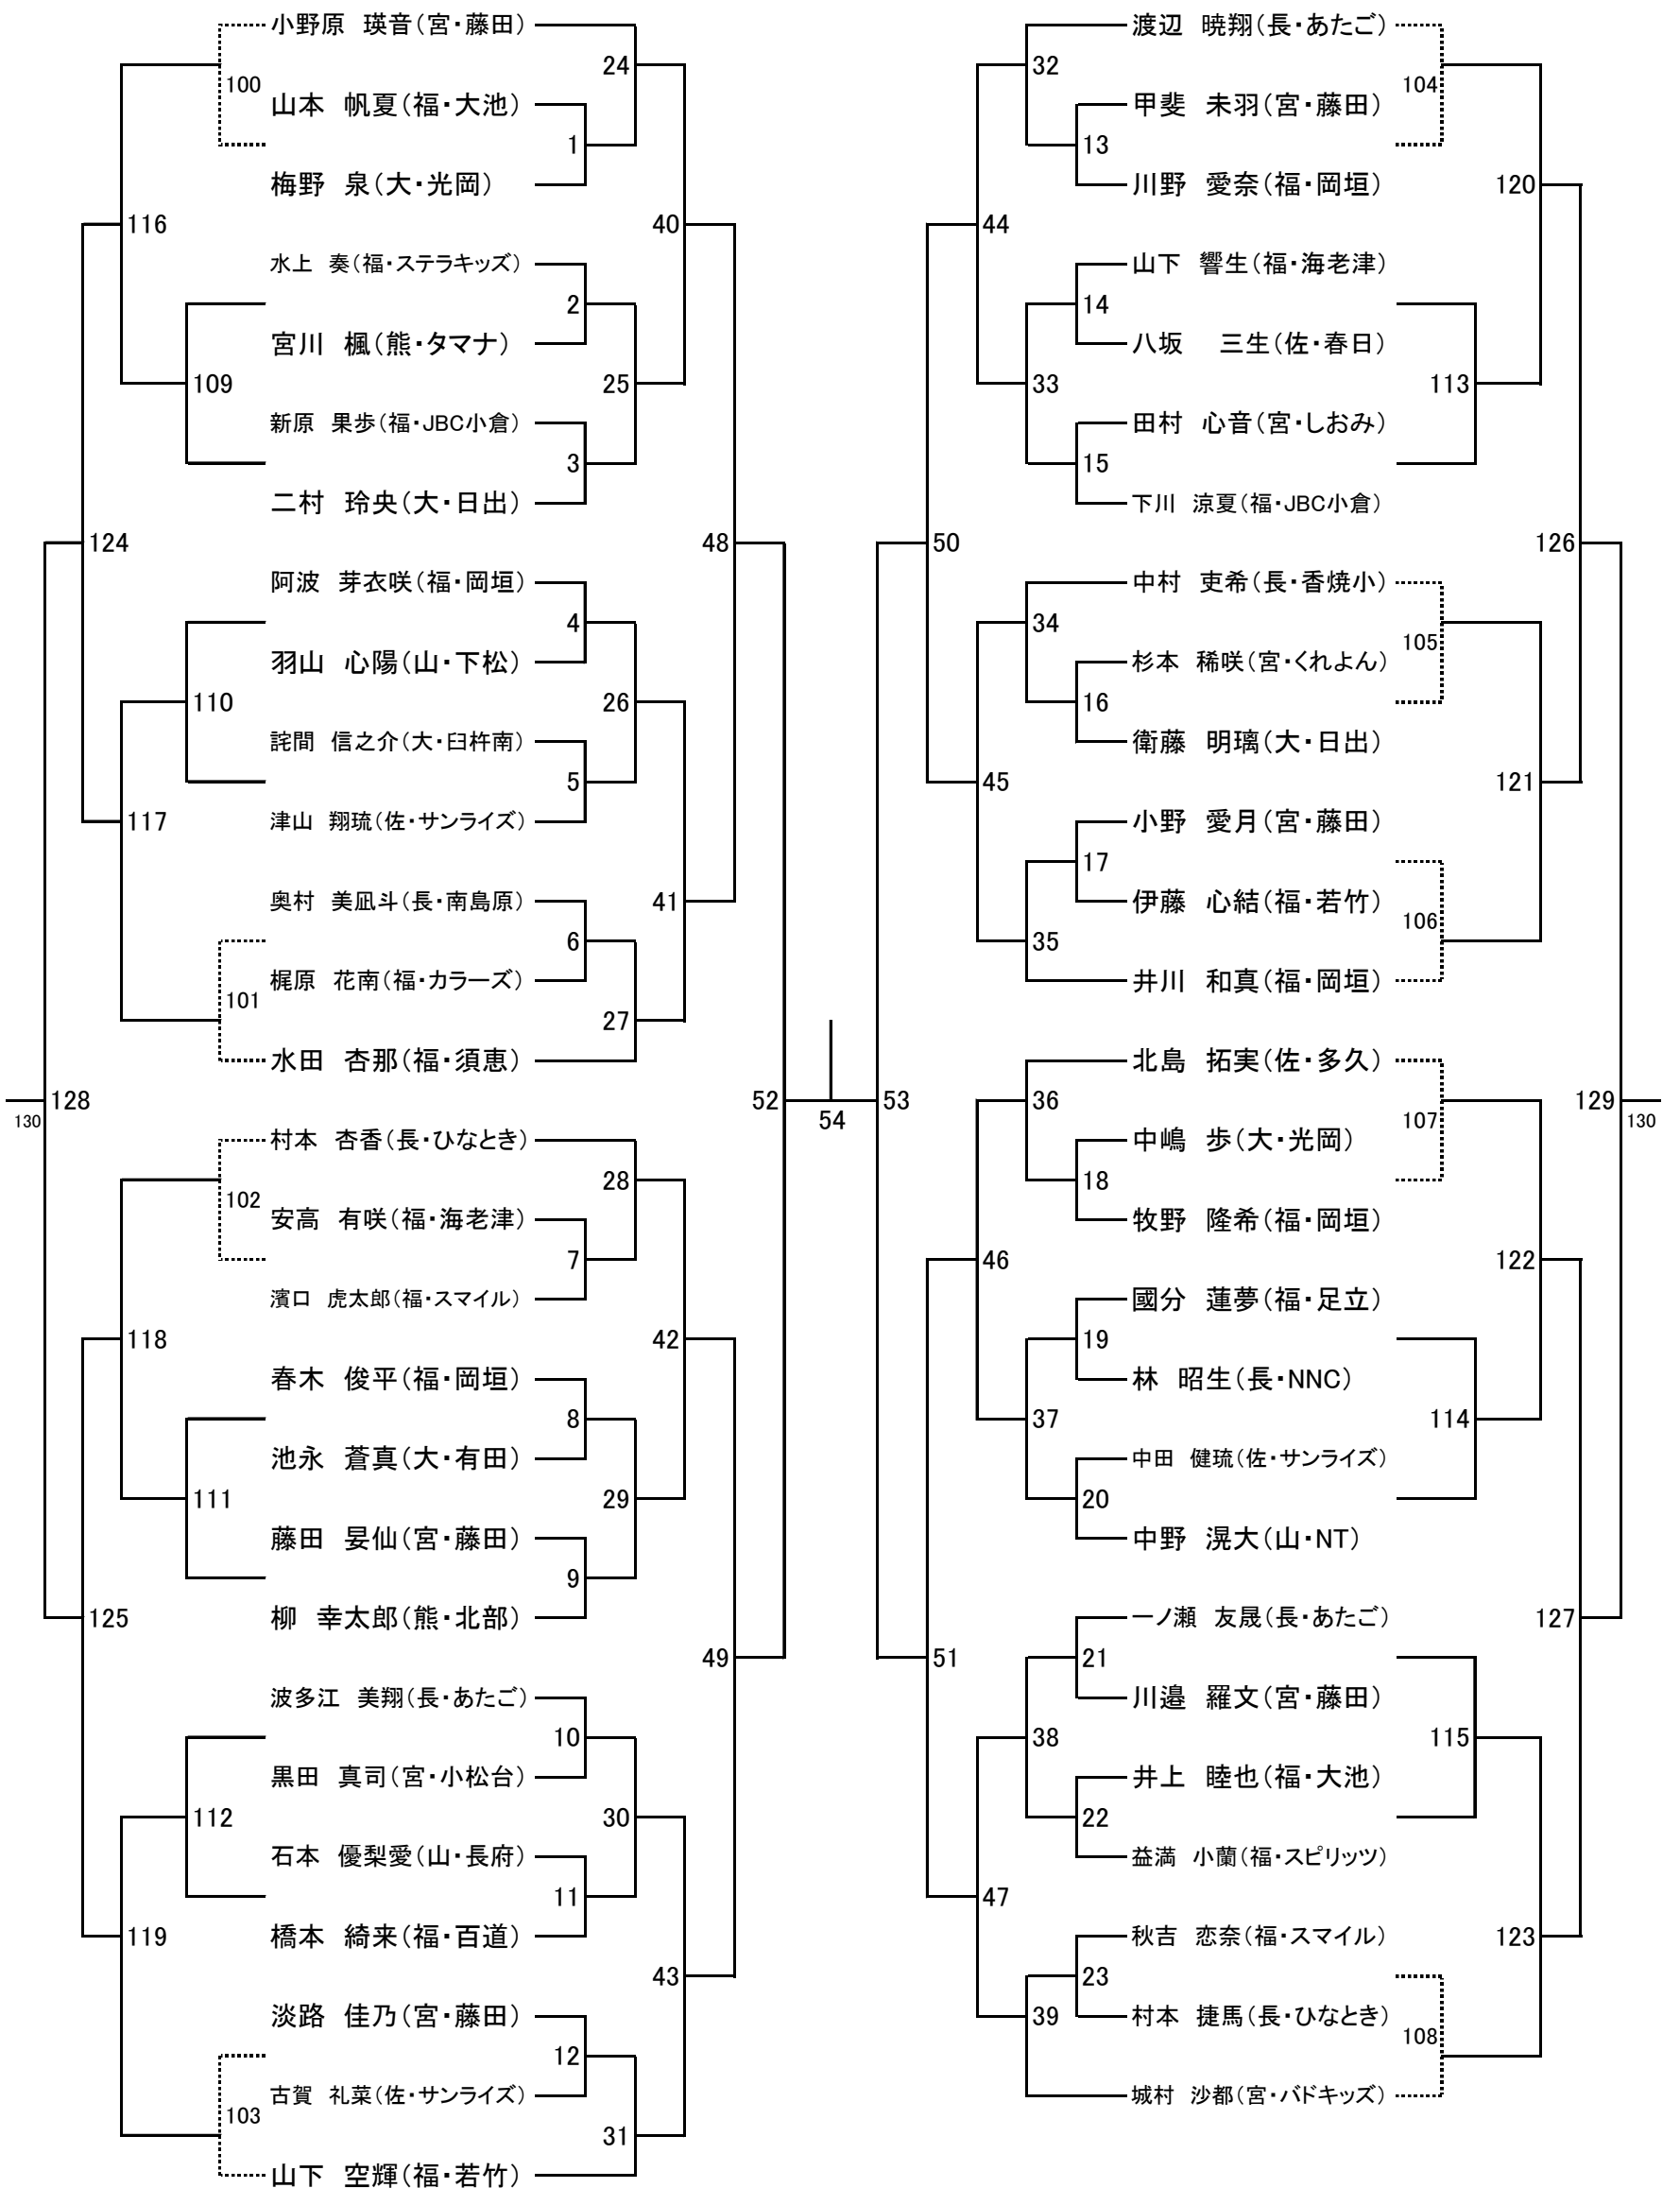 小野原　瑛音（宮・藤田）
24
100
山本　帆夏（福・大池）
1
梅野　泉（大・光岡）
116
40
水上　奏（福・ステラキッズ）
2
宮川　楓（熊・タマナ）
109
25
新原　果歩（福・JBC小倉）
3
二村　玲央（大・日出）
124
48
阿波　芽衣咲（福・岡垣）
4
羽山　心陽（山・下松）
110
26
詫間　信之介（大・臼杵南）
5
117
津山　翔琉（佐・サンライズ）
奥村　美凪斗（長・南島原）
41
6
梶原　花南（福・カラーズ）
101
27
水田　杏那（福・須恵）
128
52
130
54
村本　杏香（長・ひなとき）
28
102
安高　有咲（福・海老津）
7
濱口　虎太郎（福・スマイル）
118
42
春木　俊平（福・岡垣）
8
池永　蒼真（大・有田）
111
29
藤田　晏仙（宮・藤田）
9
柳　幸太郎（熊・北部）
125
49
波多江　美翔（長・あたご）
10
黒田　真司（宮・小松台）
112
30
石本　優梨愛（山・長府）
11
119
橋本　綺来（福・百道）
43
淡路　佳乃（宮・藤田）
12
古賀　礼菜（佐・サンライズ）
103
31
山下　空輝（福・若竹）
渡辺　暁翔（長・あたご）
32
104
甲斐　未羽（宮・藤田）
13
川野　愛奈（福・岡垣）
120
44
山下　響生（福・海老津）
14
八坂　三生（佐・春日）
33
113
田村　心音（宮・しおみ）
15
下川　涼夏（福・JBC小倉）
50
126
中村　吏希（長・香焼小）
34
105
杉本　稀咲（宮・くれよん）
16
衛藤　明璃（大・日出）
45
121
小野　愛月（宮・藤田）
17
伊藤　心結（福・若竹）
106
35
井川　和真（福・岡垣）
北島　拓実（佐・多久）
53
36
129
107
130
中嶋　歩（大・光岡）
18
牧野　隆希（福・岡垣）
46
122
國分　蓮夢（福・足立）
19
林　昭生（長・NNC）
37
114
中田　健琉（佐・サンライズ）
20
中野　滉大（山・NT）
一ノ瀬　友晟（長・あたご）
127
51
21
川邉　羅文（宮・藤田）
38
115
井上　睦也（福・大池）
22
益満　小蘭（福・スピリッツ）
47
秋吉　恋奈（福・スマイル）
123
23
村本　捷馬（長・ひなとき）
39
108
城村　沙都（宮・バドキッズ）